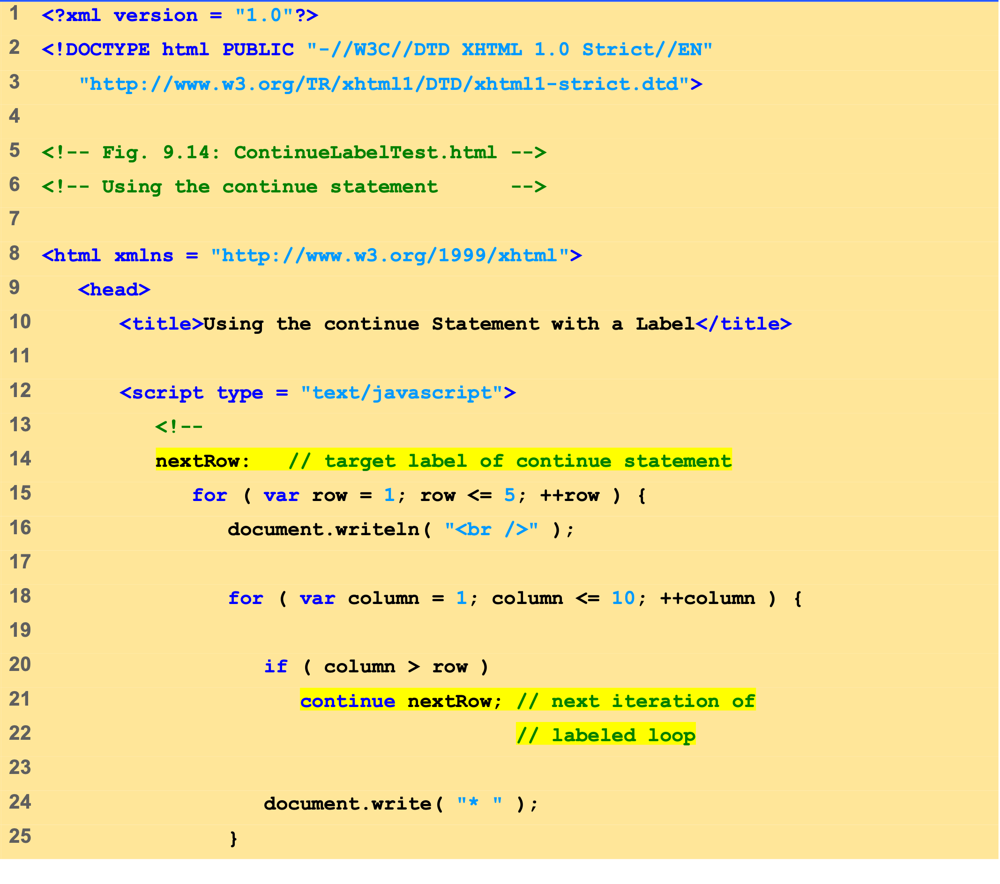 1 <?xml version = "1.0"?>
2 <!DOCTYPE html PUBLIC "-//W3C//DTD XHTML 1.0 Strict//EN"
3 "http://www.w3.org/TR/xhtml1/DTD/xhtml1-strict.dtd">
4
5 <!-- Fig. 9.14: ContinueLabelTest.html -->
6 <!-- Using the continue statement      -->
7
8 <html xmlns = "http://www.w3.org/1999/xhtml">
9 <head>
10 <title>Using the continue Statement with a Label</title>
11
12 <script type = "text/javascript">
13 <!--
14 nextRow:   // target label of continue statement
15 for ( var row = 1; row <= 5; ++row ) {
16 document.writeln( "<br />" );
17
18 for ( var column = 1; column <= 10; ++column ) {
19
20 if ( column > row )
21 continue nextRow; // next iteration of
22 // labeled loop
23
24 document.write( "* " );
25 }